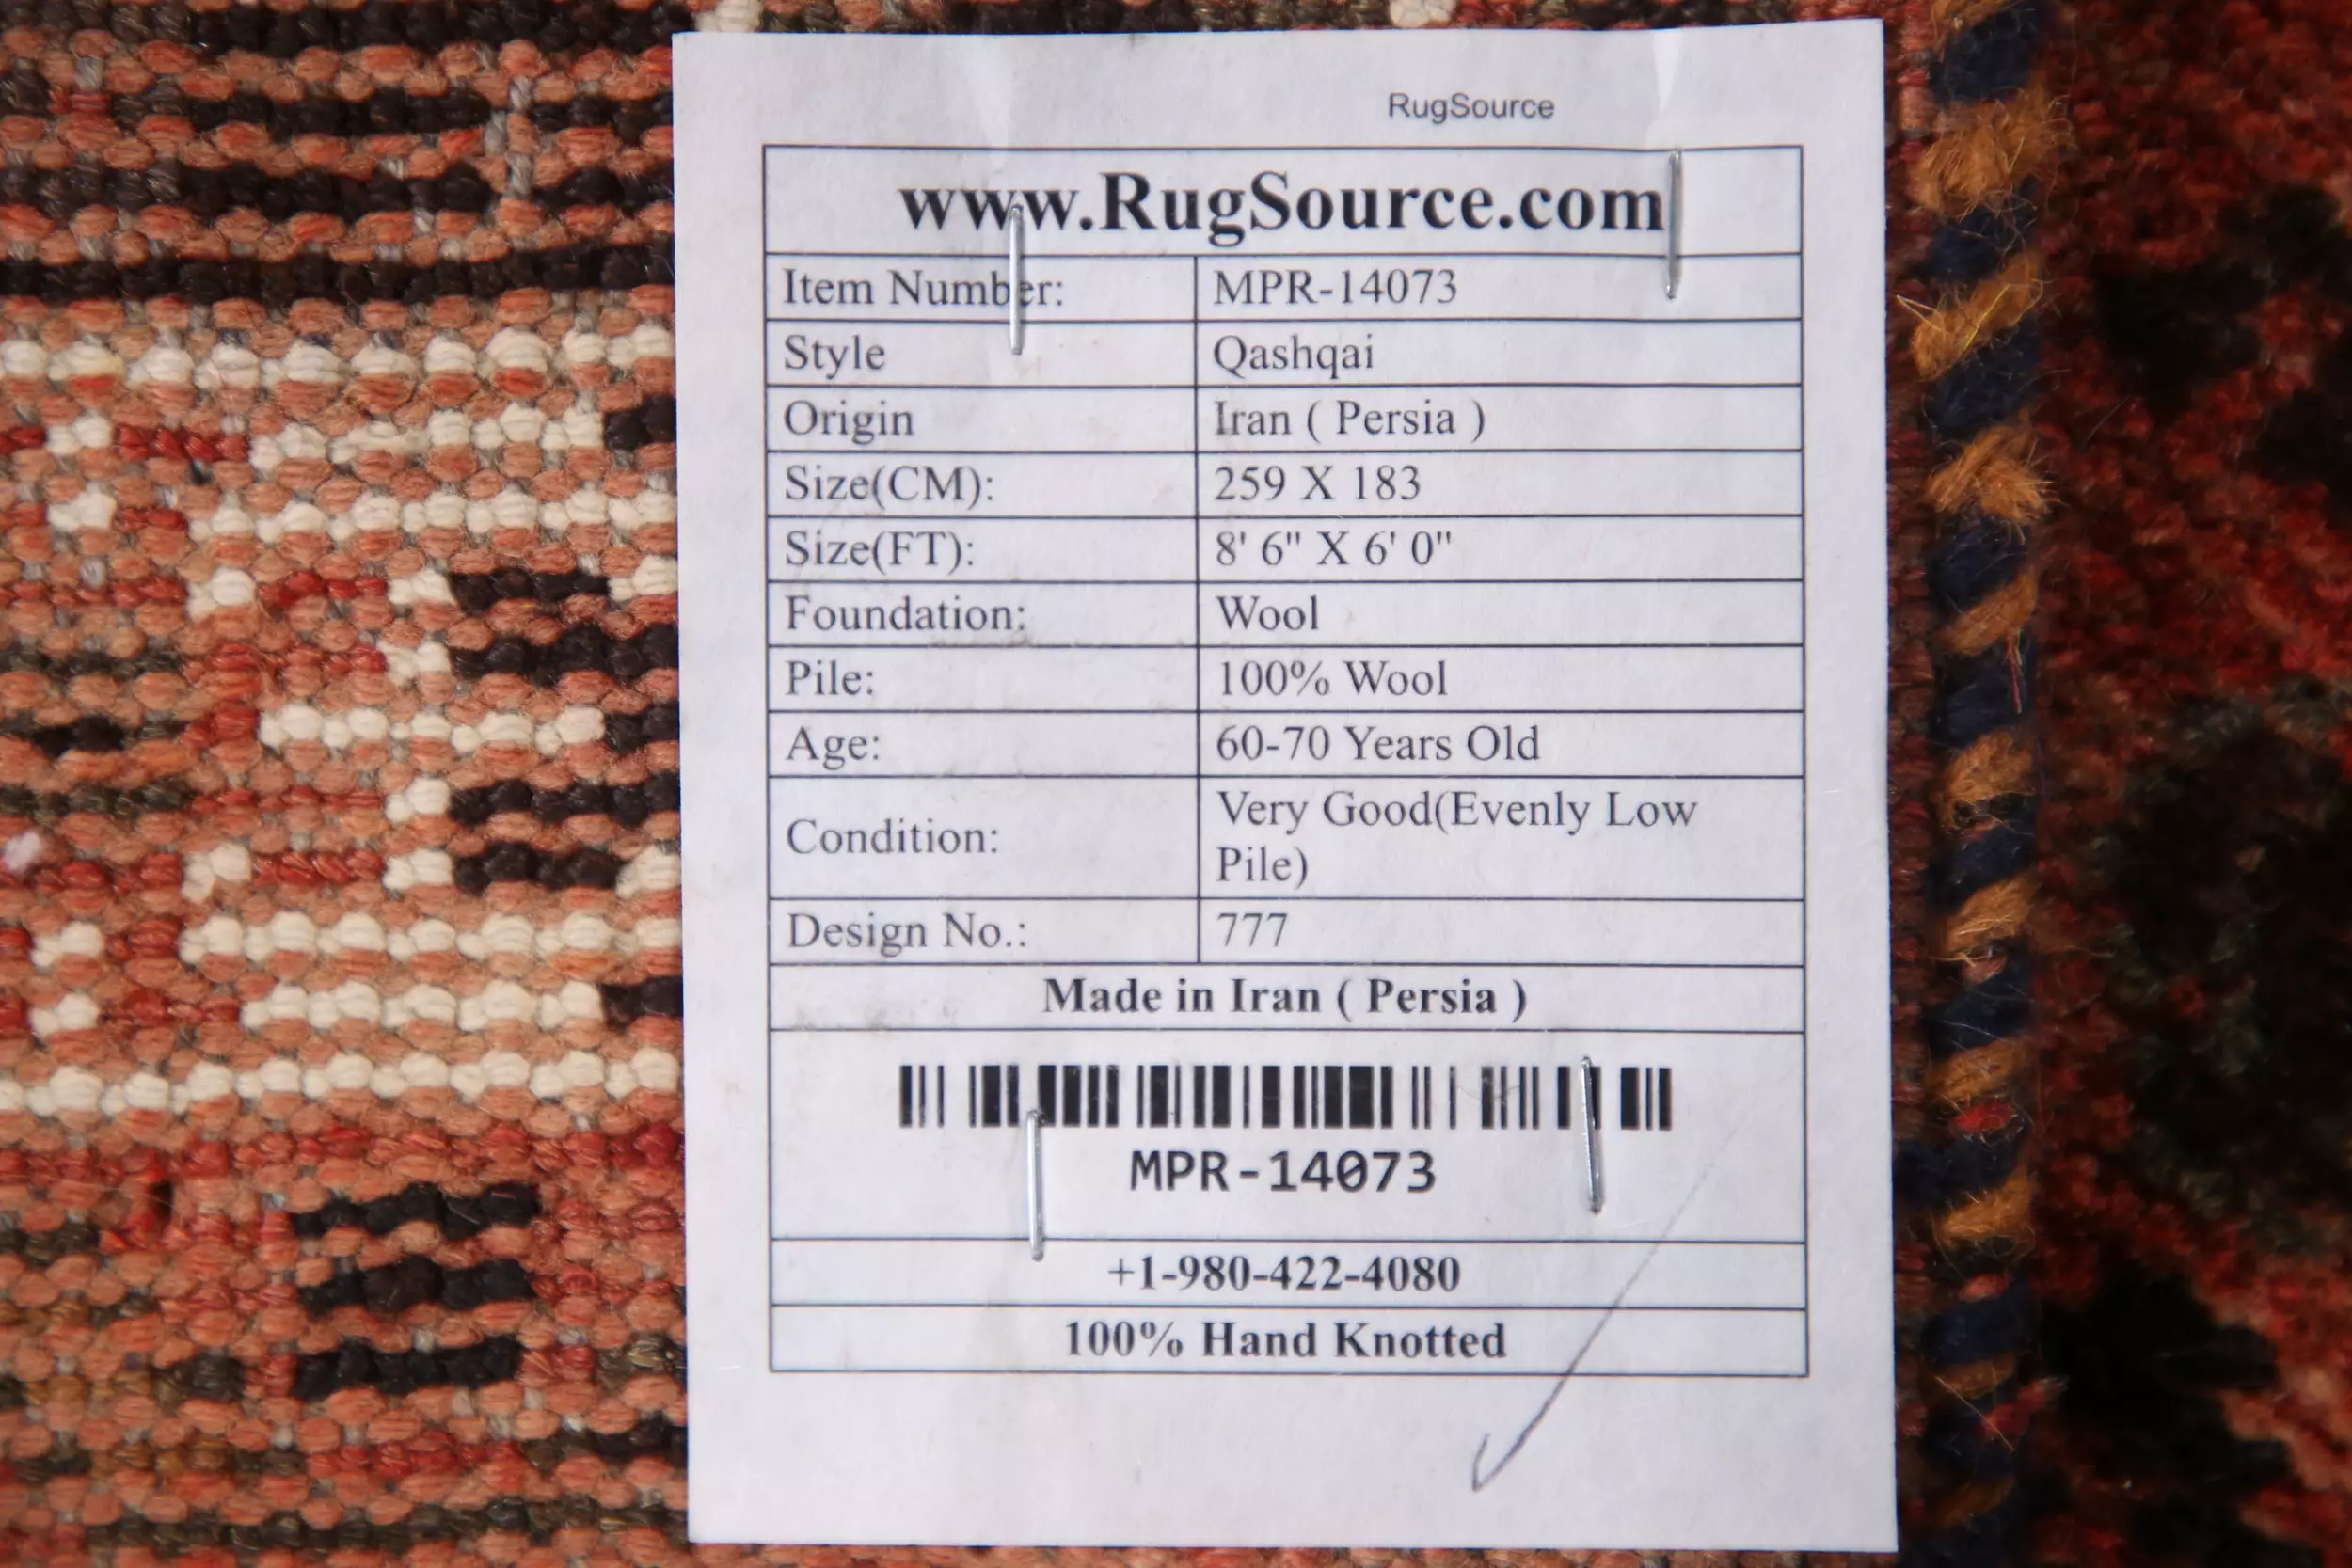 RugSource
www.RugSource.com
Item Number: MPR-14073
Style Qashqai
Origin Iran ( Persia )
Size(CM): 259 X 183
Size(FT): 8' 6" X 6' 0"
Foundation: Wool
Pile: 100% Wool
Age: 60-70 Years Old
Condition: Very Good(Evenly Low
Pile)
Design No.: 777
Made in Iran ( Persia )
MPR-14073
+1-980-422-4080
100% Hand Knotted